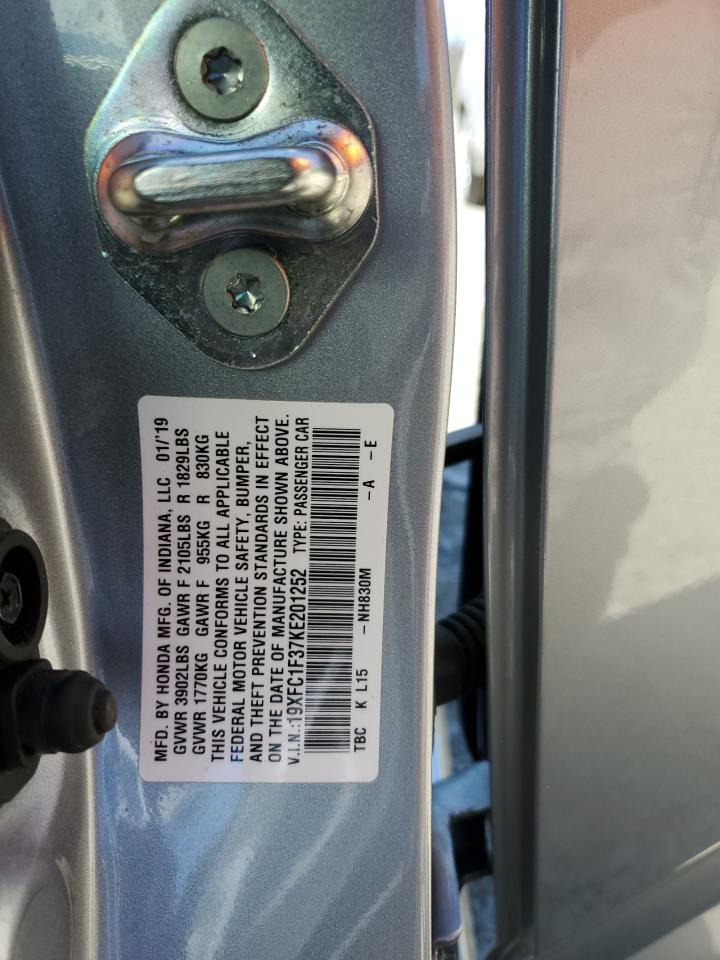 MFD. BY HONDA MFG. OF INDIANA, LLC 01/'19
GVWR 3902LBS GAWR F 2105LBS R 1829LBS
GVWR 1770KG GAWR F 955KG R 830KG
THIS VEHICLE CONFORMS TO ALL APPLICABLE
FEDERAL MOTOR VEHICLE SAFETY, BUMPER,
AND THEFT PREVENTION STANDARDS IN EFFECT
ON THE DATE OF MANUFACTURE SHOWN ABOVE.
V.I.N.:19XFC1F37KE201252 TYPE: PASSENGER CAR
TBC K L15 -NH830M -A -E